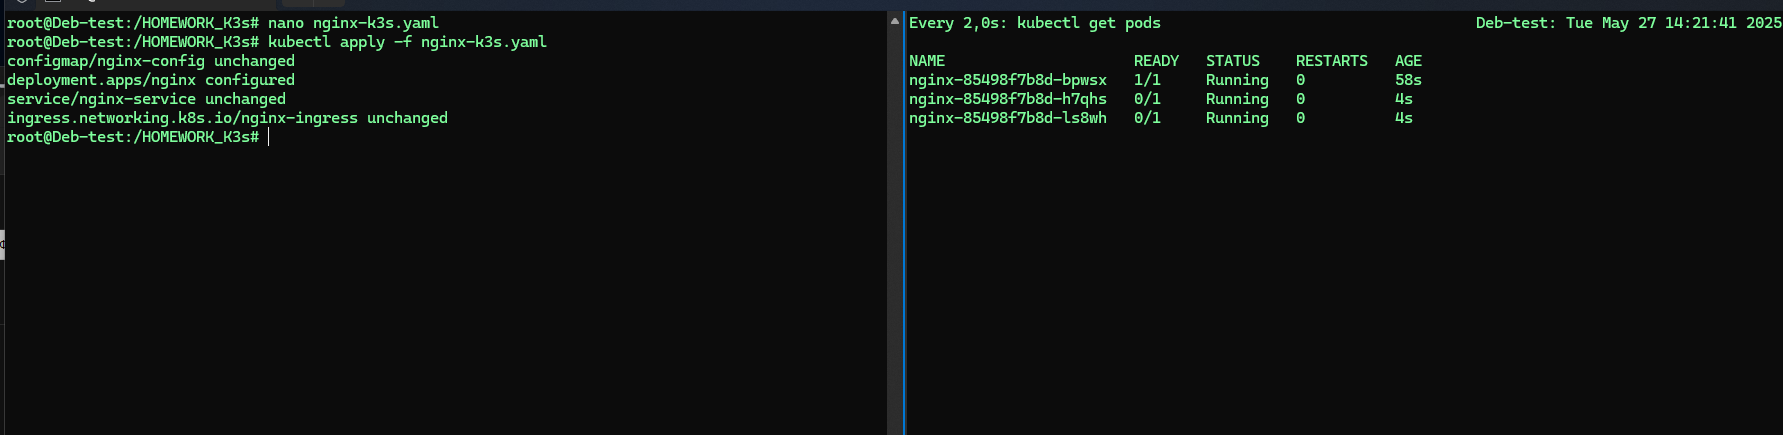 root@Deb-test:/HOMEWORK_K3s# nano nginx-k3s.yaml
root@Deb-test:/HOMEWORK_K3s# kubectl apply -f nginx-k3s.yaml
configmap/nginx-config unchanged
deployment.apps/nginx configured
service/nginx-service unchanged
ingress.networking.k8s.io/nginx-ingress unchanged
root@Deb-test:/HOMEWORK_K3s#
Every 2,0s: kubectl get pods Deb-test: Tue May 27 14:21:41 2025
NAME READY STATUS RESTARTS AGE
nginx-85498f7b8d-bpwsx 1/1 Running 0 58s
nginx-85498f7b8d-h7qhs 0/1 Running 0 4s
nginx-85498f7b8d-ls8wh 0/1 Running 0 4s